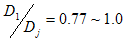 D₁/Dⱼ = 0.77 ~ 1.0